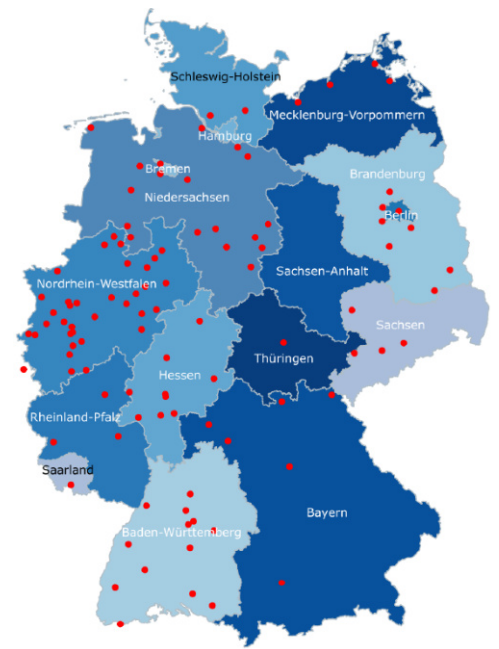 Schleswig-Holstein
Mecklenburg-Vorpommern
Hamburg
Bremen
Brandenburg
Niedersachsen
Berlin
Sachsen-Anhalt
Nordrhein-Westfalen
Sachsen
Thüringen
Hessen
Rheinland-Pfalz
Saarland
Bayern
Baden-Württemberg